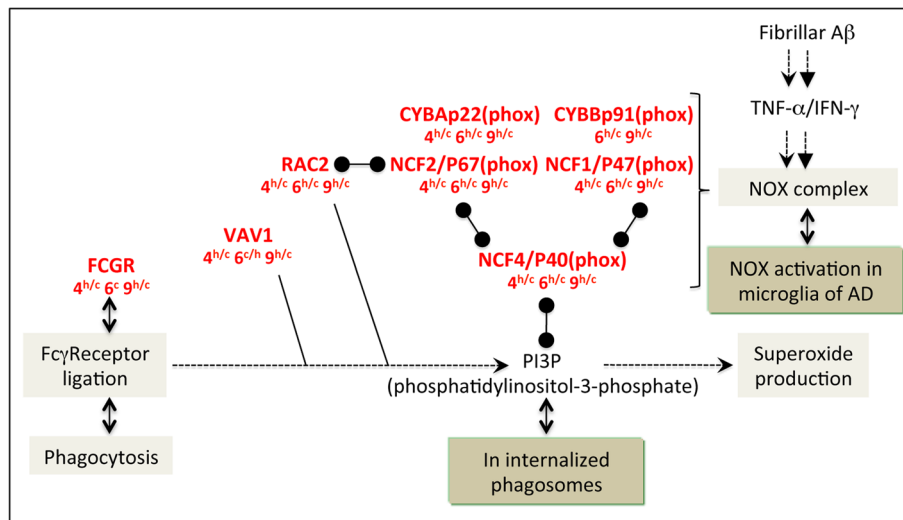 Fibrillar Aβ
TNF-α/IFN-γ
NOX complex
NOX activation in
microglia of AD
CYBAp22(phox)
4h/c 6h/c 9h/c
CYBBp91(phox)
6h/c 9h/c
RAC2
4h/c 6h/c 9h/c
NCF2/P67(phox)
4h/c 6h/c 9h/c
NCF1/P47(phox)
4h/c 6h/c 9h/c
VAV1
4h/c 6c/h 9h/c
NCF4/P40(phox)
4h/c 6h/c 9h/c
FCGR
4h/c 6c 9h/c
FcγReceptor
ligation
Phagocytosis
PI3P
(phosphatidylinositol-3-phosphate)
Superoxide
production
In internalized
phagosomes